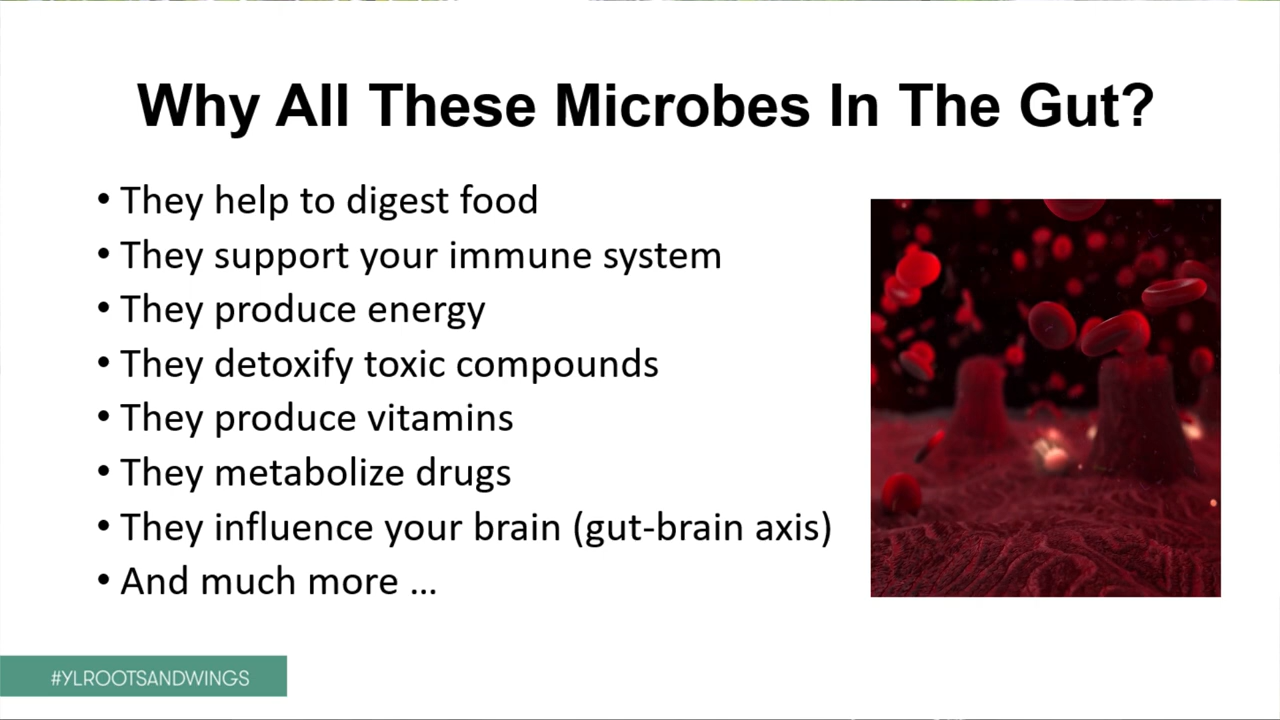 Why All These Microbes In The Gut?
• They help to digest food
• They support your immune system
• They produce energy
• They detoxify toxic compounds
• They produce vitamins
• They metabolize drugs
• They influence your brain (gut-brain axis)
• And much more ...
#YLROOTSANDWINGS